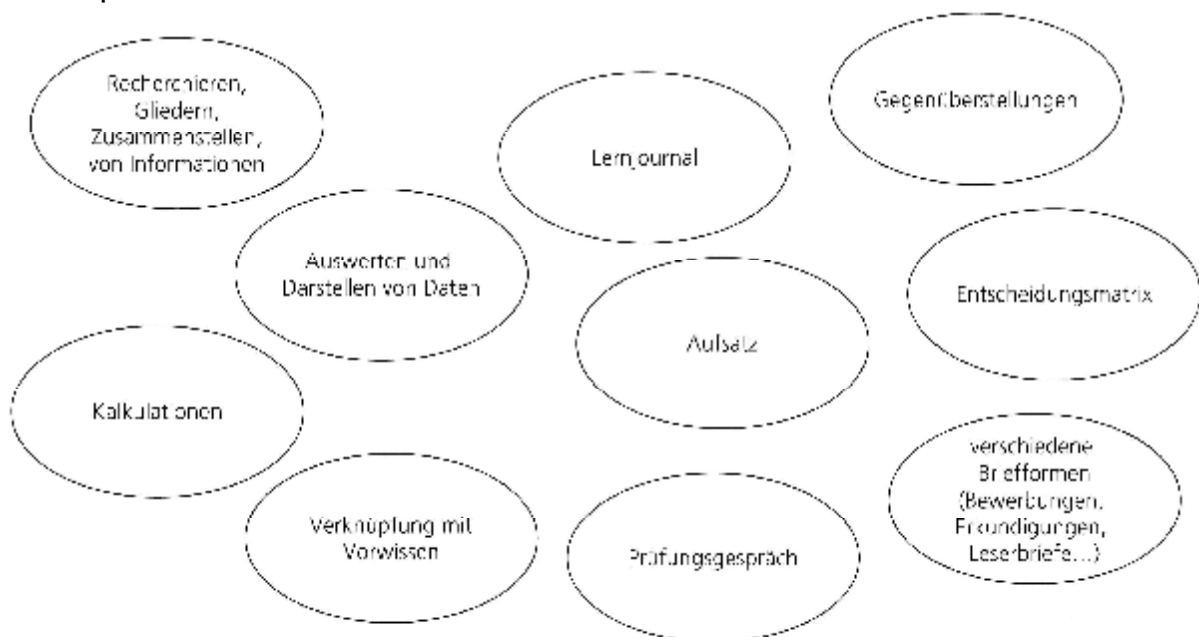 Recherchieren,
Gliedern,
Zusammenstellen,
von Informationen
Lernjournal
Gegenüberstellungen
Auswerten und
Darstellen von Daten
Entscheidungsmatrix
Aufsatz
Kalkulationen
verschiedene
Briefformen
(Bewerbungen,
Erkundigungen,
Leserbriefe...)
Verknüpfung mit
Vorwissen
Prüfungsgespräch